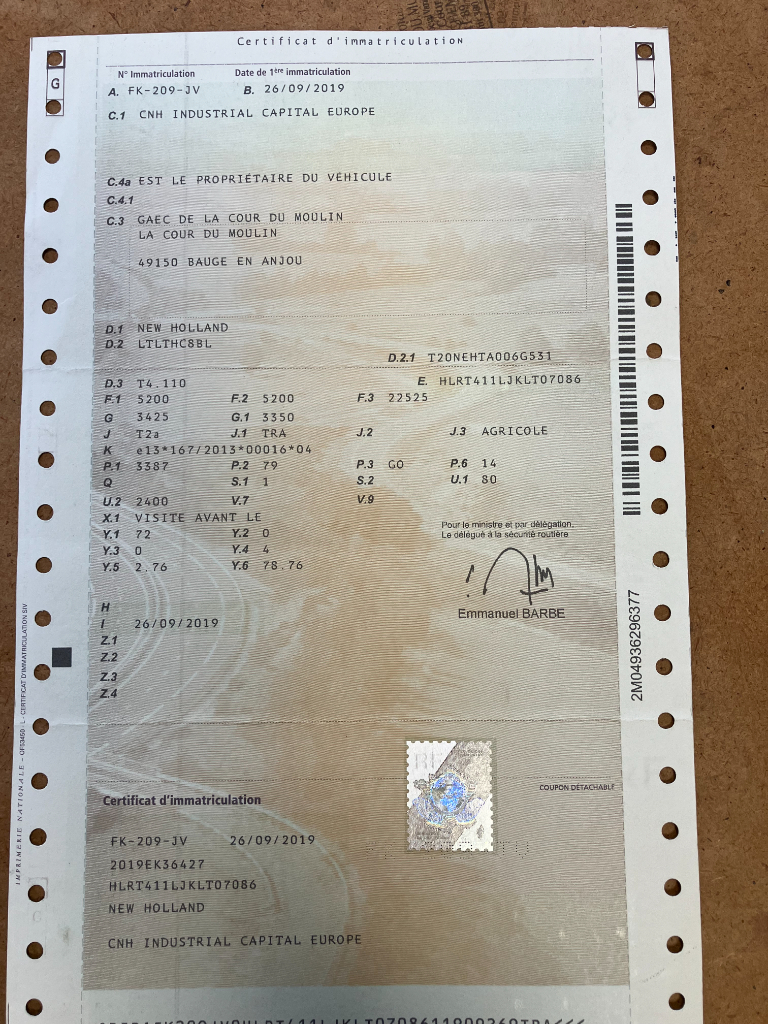 Certificat d'immatriculation
G
N° Immatriculation Date de 1ère immatriculation
A. FK-209-JV B. 26/09/2019
C.1 CNH INDUSTRIAL CAPITAL EUROPE
C.4a EST LE PROPRIÉTAIRE DU VÉHICULE
C.4.1
C.3 GAEC DE LA COUR DU MOULIN
LA COUR DU MOULIN
49150 BAUGE EN ANJOU
D.1 NEW HOLLAND
D.2 LTLTHC8BL
D.2.1 T20NEHTA006G531
D.3 T4.110 E. HLRT411LJKLT07086
F.1 5200 F.2 5200 F.3 22525
G 3425 G.1 3350
J T2a J.1 TRA J.2 J.3 AGRICOLE
K e13*167/2013*00016*04
P.1 3387 P.2 79 P.3 GO P.6 14
Q S.1 1 S.2 U.1 80
U.2 2400 V.7 V.9
X.1 VISITE AVANT LE
Y.1 72 Y.2 0
Y.3 0 Y.4 4
Y.5 2.76 Y.6 78.76
Pour le ministre et par délégation,
Le délégué à la sécurité routière
Emmanuel BARBE
H
I 26/09/2019
Z.1
Z.2
Z.3
Z.4
2M04936296377
IMPRIMERIE NATIONALE - L - CERTIFICAT D'IMMATRICULATION SIV
COUPON DÉTACHABLE
Certificat d'immatriculation
FK-209-JV 26/09/2019
2019EK36427
HLRT411LJKLT07086
NEW HOLLAND
CNH INDUSTRIAL CAPITAL EUROPE